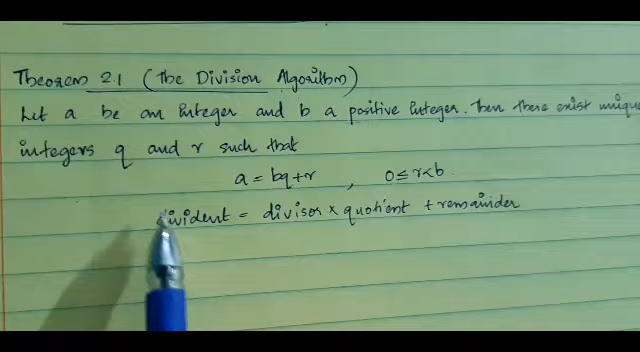 Theorem 2.1 (The Division Algorithm)
Let a be an integer and b a positive integer. Then there exist unique
integers q and r such that
a = bq + r , 0 ≤ r < b
divident = divisor × quotient + remainder